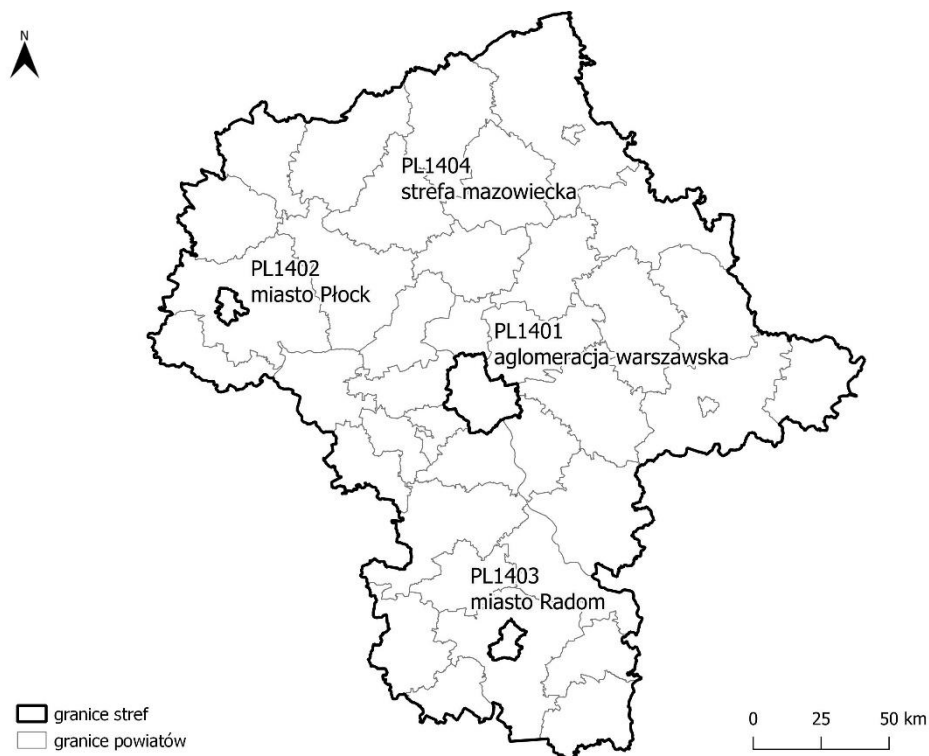 N
PL1404
strefa mazowiecka
PL1402
miasto Płock
PL1401
aglomeracja warszawska
PL1403
miasto Radom
granice stref
granice powiatów
0 25 50 km